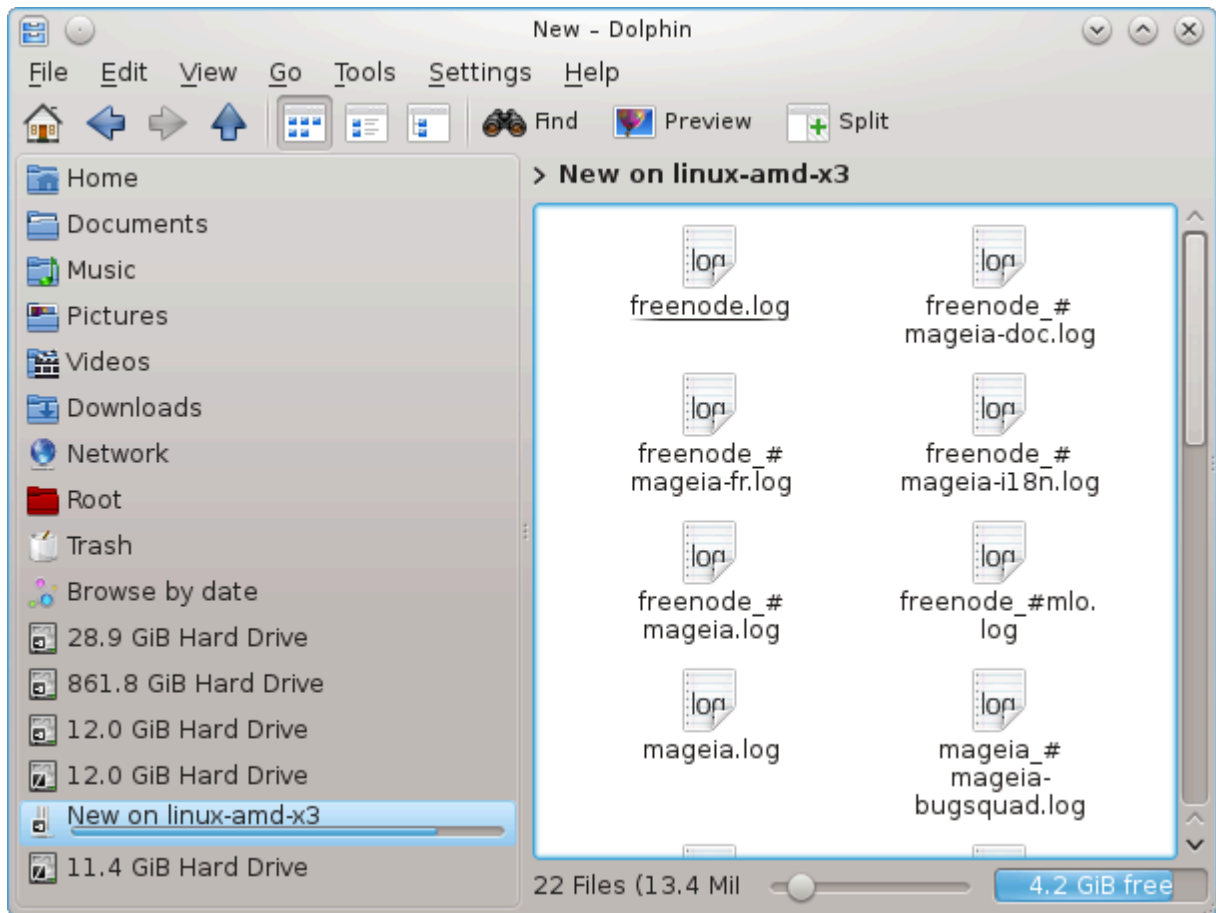 New – Dolphin
File Edit View Go Tools Settings Help
Find Preview Split
Home
Documents
Music
Pictures
Videos
Downloads
Network
Root
Trash
Browse by date
28.9 GiB Hard Drive
861.8 GiB Hard Drive
12.0 GiB Hard Drive
12.0 GiB Hard Drive
New on linux-amd-x3
11.4 GiB Hard Drive
> New on linux-amd-x3
log
freenode.log
log
freenode_#
mageia-doc.log
log
freenode_#
mageia-fr.log
log
freenode_#
mageia-i18n.log
log
freenode_#
mageia.log
log
freenode_#mlo.
log
log
mageia.log
log
mageia_#
mageia-
bugsquad.log
22 Files (13.4 Mil
4.2 GiB free